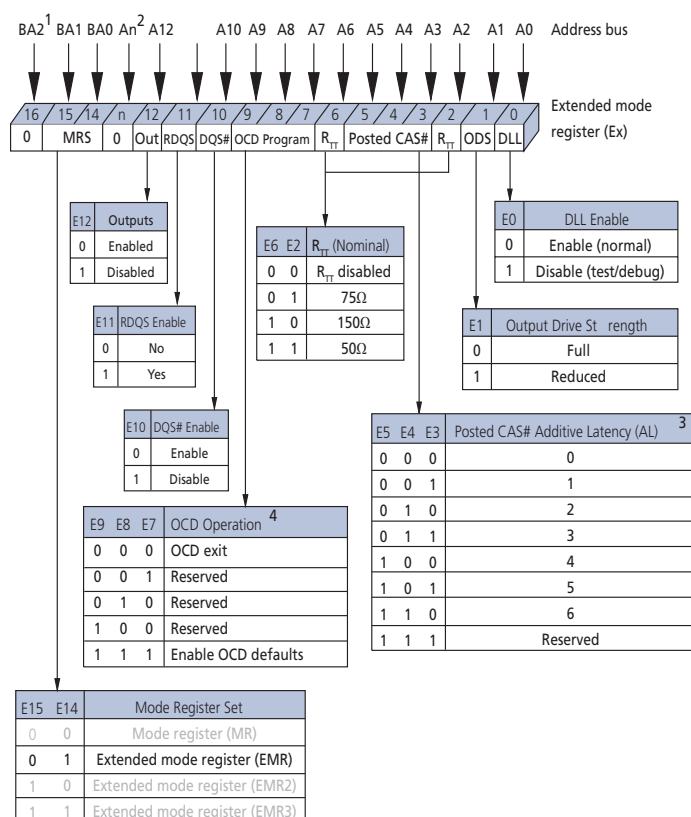 BA2 1 BA1 BA0 An 2 A12 A10 A9 A8 A7 A6 A5 A4 A3 A2 A1 A0 Address bus
16 15 14 n 12 11 10 9 8 7 6 5 4 3 2 1 0 Extended mode
0 MRS 0 Out RDQS DQS# OCD Program RTT Posted CAS# RTT ODS DLL register (Ex)
E12 Outputs
0 Enabled
1 Disabled
E6 E2 RTT (Nominal)
0 0 RTT disabled
0 1 75Ω
1 0 150Ω
1 1 50Ω
E0 DLL Enable
0 Enable (normal)
1 Disable (test/debug)
E11 RDQS Enable
0 No
1 Yes
E1 Output Drive St rength
0 Full
1 Reduced
E10 DQS# Enable
0 Enable
1 Disable
E5 E4 E3 Posted CAS# Additive Latency (AL) 3
0 0 0 0
0 0 1 1
0 1 0 2
0 1 1 3
1 0 0 4
1 0 1 5
1 1 0 6
1 1 1 Reserved
E9 E8 E7 OCD Operation 4
0 0 0 OCD exit
0 0 1 Reserved
0 1 0 Reserved
1 0 0 Reserved
1 1 1 Enable OCD defaults
E15 E14 Mode Register Set
0 0 Mode register (MR)
0 1 Extended mode register (EMR)
1 0 Extended mode register (EMR2)
1 1 Extended mode register (EMR3)